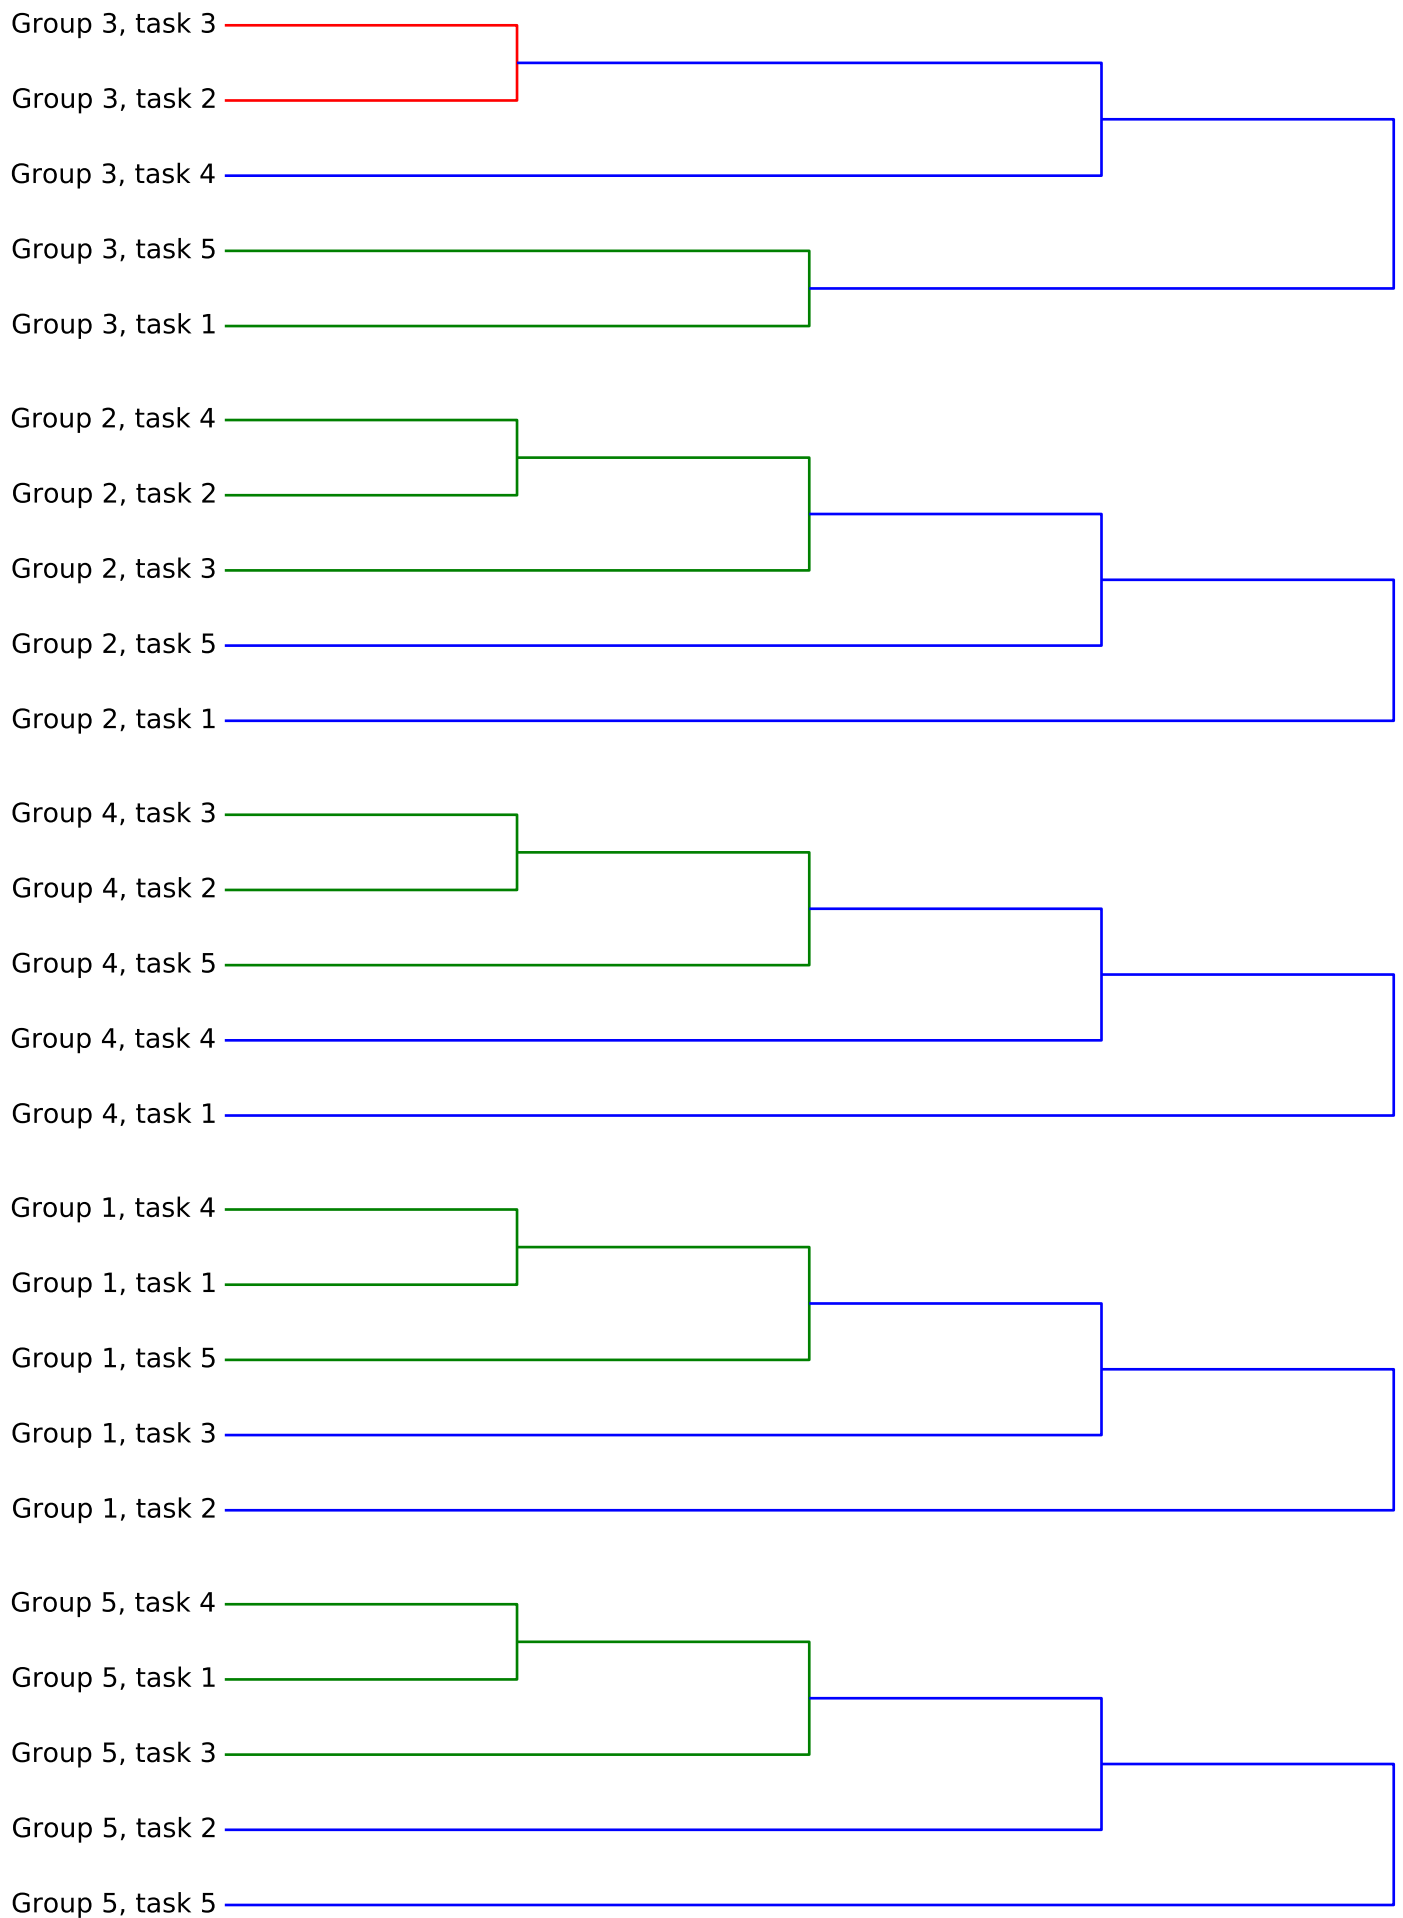 Group 3, task 3
Group 3, task 2
Group 3, task 4
Group 3, task 5
Group 3, task 1
Group 2, task 4
Group 2, task 2
Group 2, task 3
Group 2, task 5
Group 2, task 1
Group 4, task 3
Group 4, task 2
Group 4, task 5
Group 4, task 4
Group 4, task 1
Group 1, task 4
Group 1, task 1
Group 1, task 5
Group 1, task 3
Group 1, task 2
Group 5, task 4
Group 5, task 1
Group 5, task 3
Group 5, task 2
Group 5, task 5